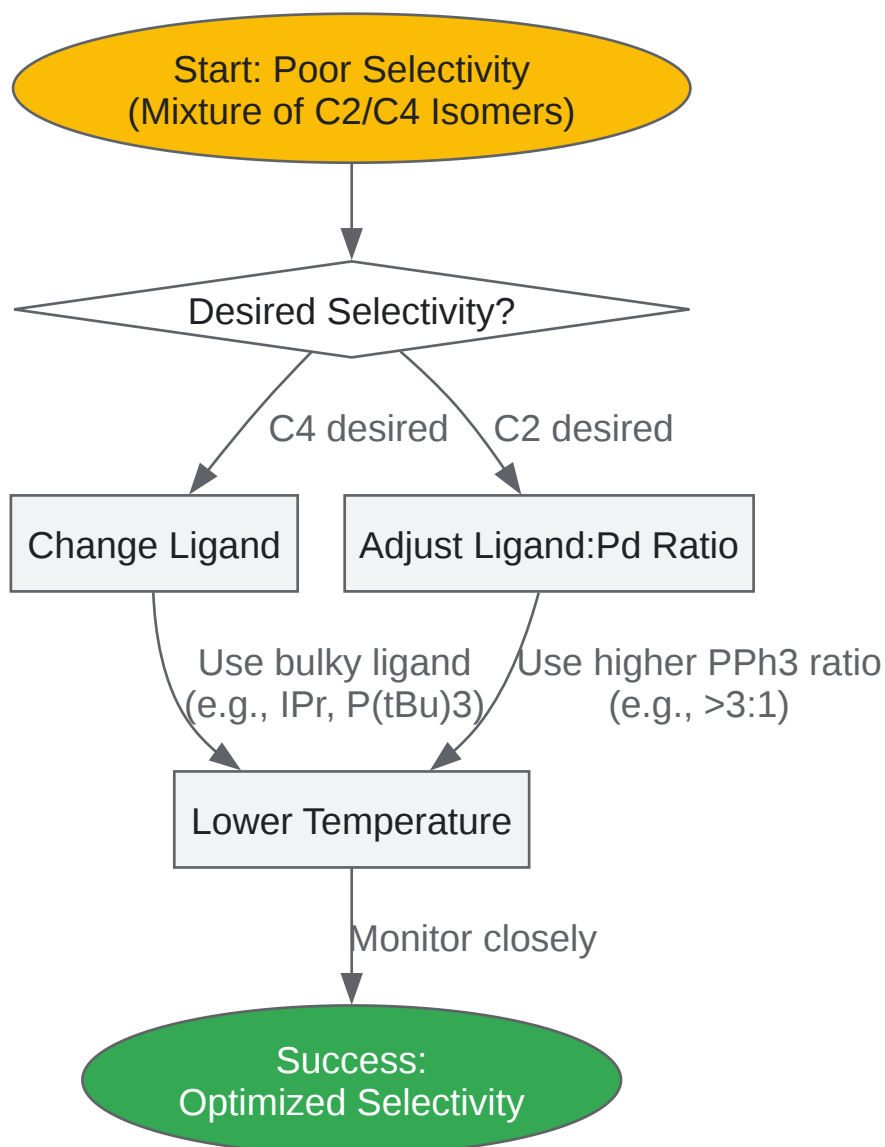 Start: Poor Selectivity
(Mixture of C2/C4 Isomers)
Desired Selectivity?
C4 desired
C2 desired
Change Ligand
Adjust Ligand:Pd Ratio
Use bulky ligand
(e.g., IPr, P(tBu)3)
Use higher PPh3 ratio
(e.g., >3:1)
Lower Temperature
Monitor closely
Success:
Optimized Selectivity